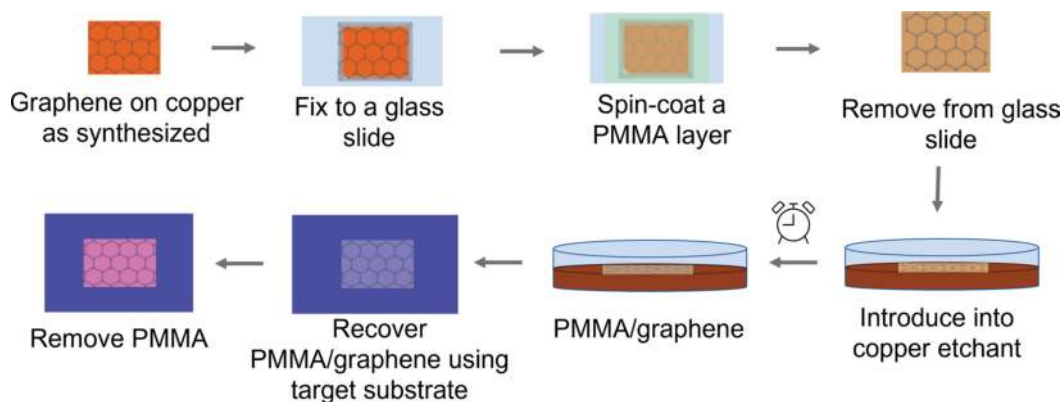 Graphene on copper
as synthesized
Fix to a glass
slide
Spin-coat a
PMMA layer
Remove from glass
slide
Introduce into
copper etchant
PMMA/graphene
Recover
PMMA/graphene using
target substrate
Remove PMMA